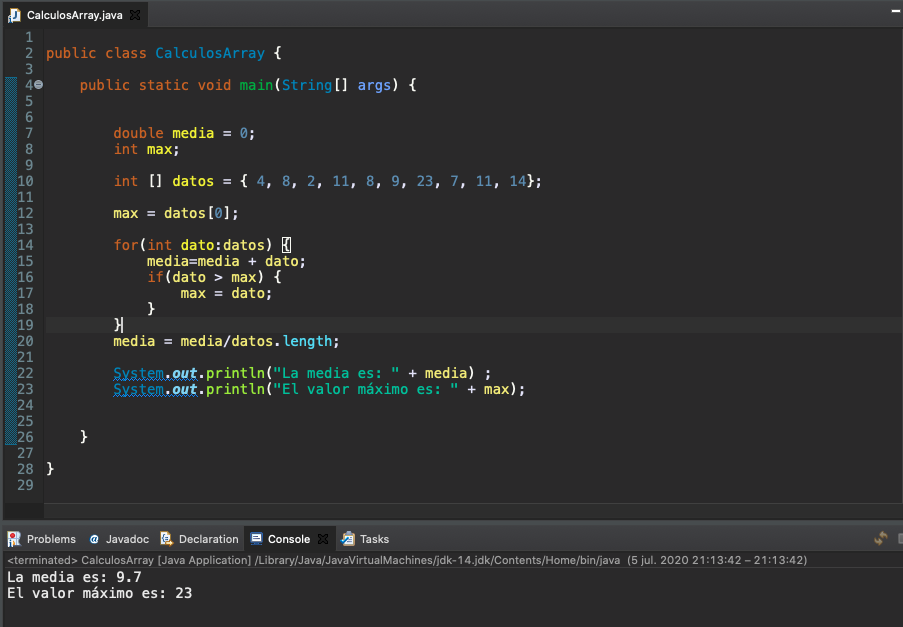 CalculosArray.java
1
2 public class CalculosArray {
3
4 public static void main(String[] args) {
5
6
7 double media = 0;
8 int max;
9
10 int [] datos = { 4, 8, 2, 11, 8, 9, 23, 7, 11, 14};
11
12 max = datos[0];
13
14 for(int dato:datos) {
15 media=media + dato;
16 if(dato > max) {
17 max = dato;
18 }
19 }
20 media = media/datos.length;
21
22 System.out.println("La media es: " + media) ;
23 System.out.println("El valor máximo es: " + max);
24
25
26 }
27
28 }
29
Problems @ Javadoc Declaration Console Tasks
<terminated> CalculosArray [Java Application] /Library/Java/JavaVirtualMachines/jdk-14.jdk/Contents/Home/bin/java (5 jul. 2020 21:13:42 – 21:13:42)
La media es: 9.7
El valor máximo es: 23